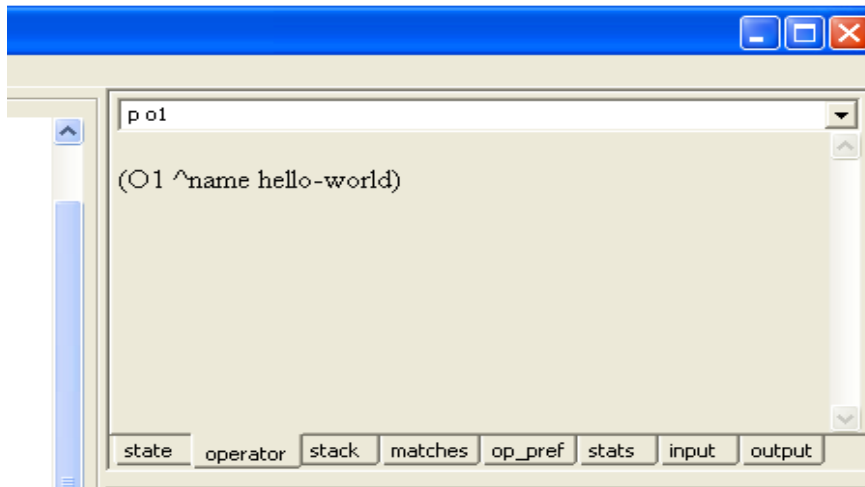 p o1
(O1 ^name hello-world)
state operator stack matches op_pref stats input output